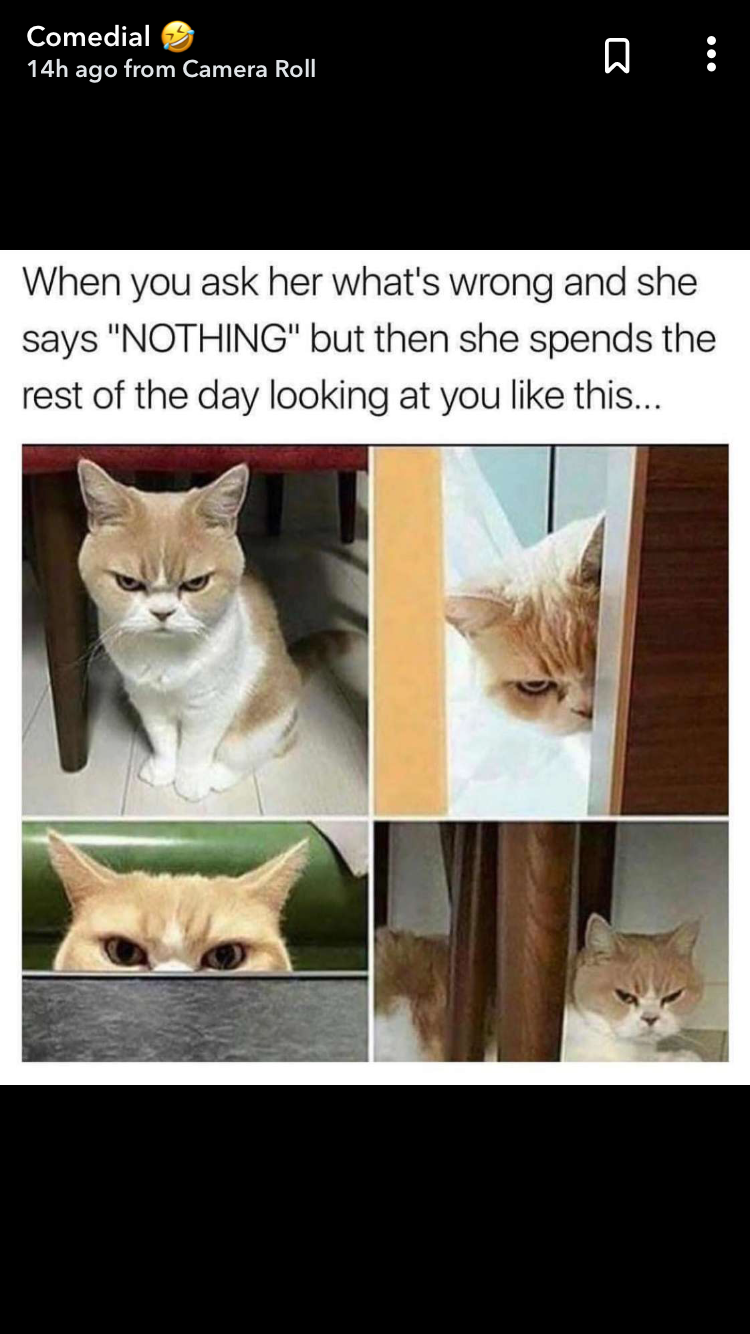 Comedial 🤣
14h ago from Camera Roll
When you ask her what's wrong and she
says "NOTHING" but then she spends the
rest of the day looking at you like this...